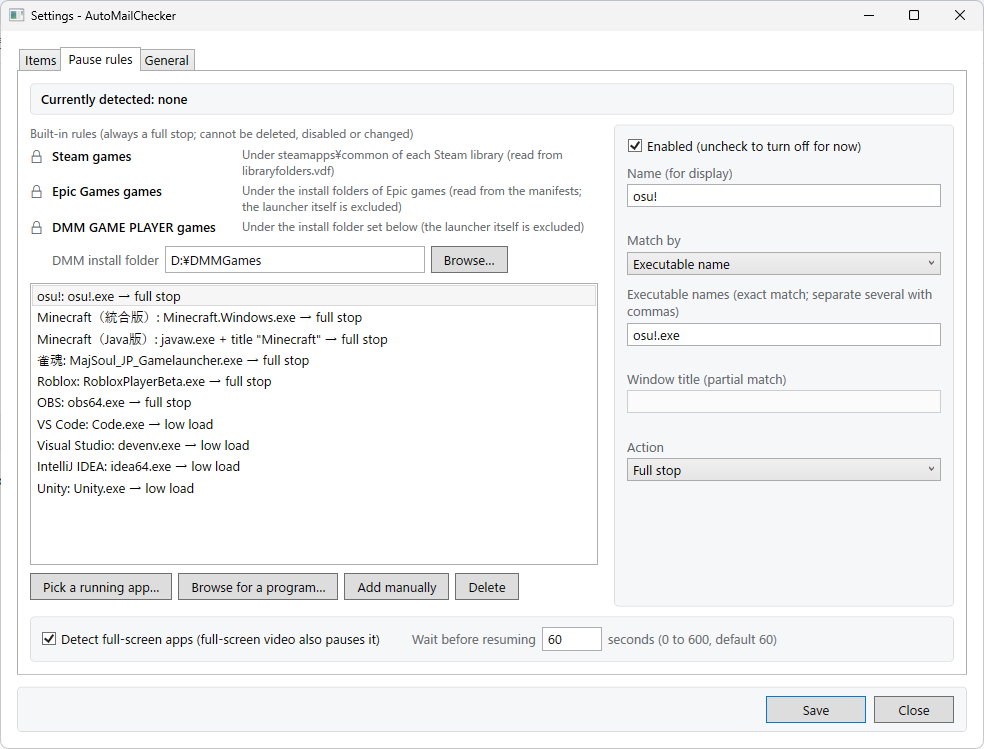 Settings - AutoMailChecker
Items
Pause rules
General
Currently detected: none
Built-in rules (always a full stop; cannot be deleted, disabled or changed)
Steam games
Under steamapps¥common of each Steam library (read from
libraryfolders.vdf)
Epic Games games
Under the install folders of Epic games (read from the manifests;
the launcher itself is excluded)
DMM GAME PLAYER games
Under the install folder set below (the launcher itself is excluded)
DMM install folder
D:¥DMMGames
Browse...
osu!: osu!.exe → full stop
Minecraft（統合版）: Minecraft.Windows.exe → full stop
Minecraft（Java版）: javaw.exe + title "Minecraft" → full stop
雀魂: MajSoul_JP_Gamelauncher.exe → full stop
Roblox: RobloxPlayerBeta.exe → full stop
OBS: obs64.exe → full stop
VS Code: Code.exe → low load
Visual Studio: devenv.exe → low load
IntelliJ IDEA: idea64.exe → low load
Unity: Unity.exe → low load
Pick a running app...
Browse for a program...
Add manually
Delete
Enabled (uncheck to turn off for now)
Name (for display)
osu!
Match by
Executable name
Executable names (exact match; separate several with
commas)
osu!.exe
Window title (partial match)
Action
Full stop
Detect full-screen apps (full-screen video also pauses it)
Wait before resuming
60
seconds (0 to 600, default 60)
Save
Close